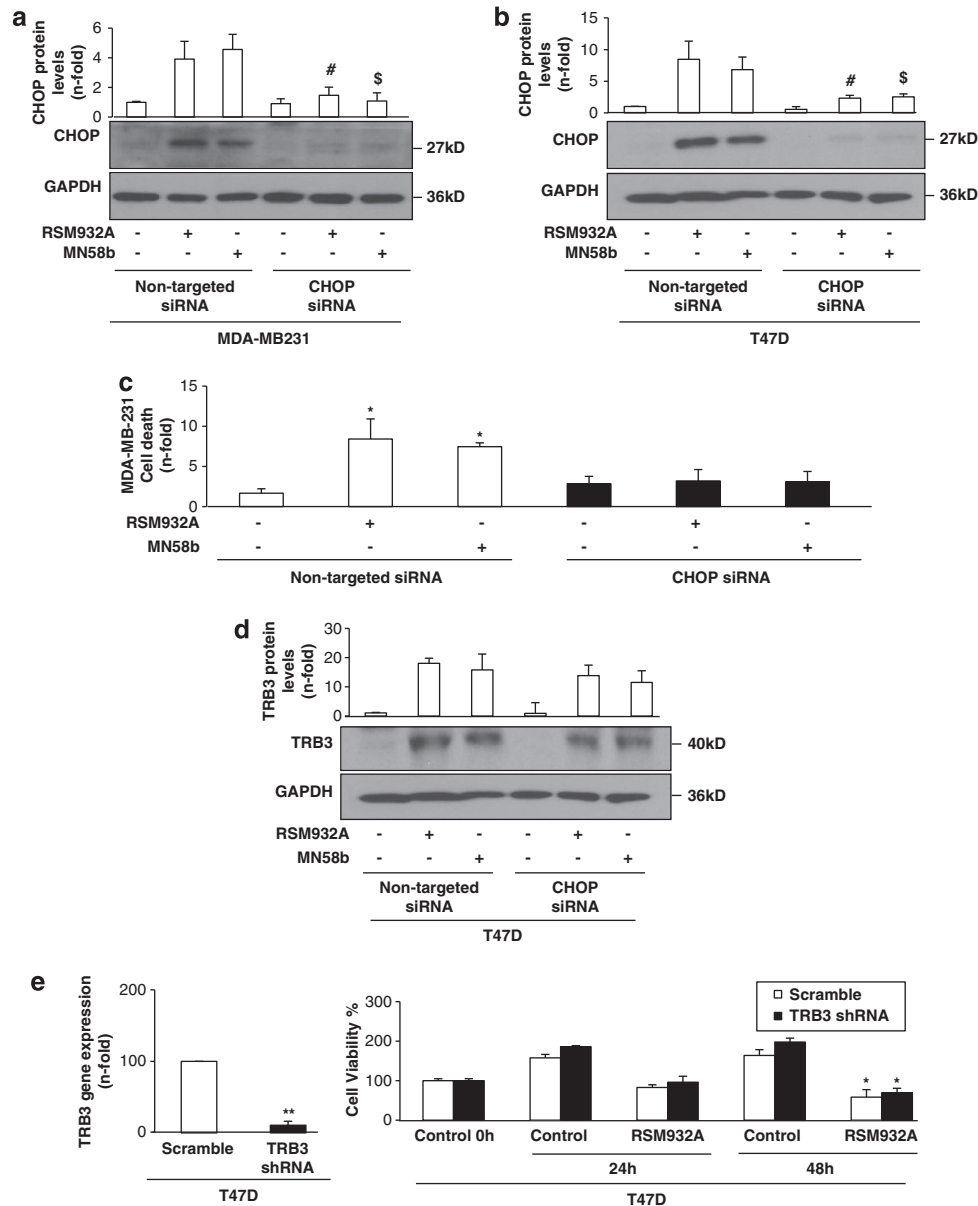 a
CHOP protein
levels
(n-fold)
6
4
2
0
#
$
CHOP
27kD
GAPDH
36kD
RSM932A - + - - + -
MN58b - - + - - +
Non-targeted
siRNA
CHOP
siRNA
MDA-MB231
b
CHOP protein
levels
(n-fold)
15
10
5
0
#
$
CHOP
27kD
GAPDH
36kD
RSM932A - + - - + -
MN58b - - + - - +
Non-targeted
siRNA
CHOP
siRNA
T47D
c
MDA-MB-231
Cell death
(n-fold)
15
10
5
0
*
*
RSM932A - + - - + -
MN58b - - + - - +
Non-targeted siRNA
CHOP siRNA
d
TRB3 protein
levels
(n-fold)
30
20
10
0
TRB3
40kD
GAPDH
36kD
RSM932A - + - - + -
MN58b - - + - - +
Non-targeted
siRNA
CHOP
siRNA
T47D
e
TRB3 gene expression
(n-fold)
200
100
0
**
Scramble
TRB3
shRNA
T47D
Cell Viability %
300
200
100
0
Scramble
TRB3 shRNA
* *
Control 0h Control RSM932A Control RSM932A
24h 48h
T47D